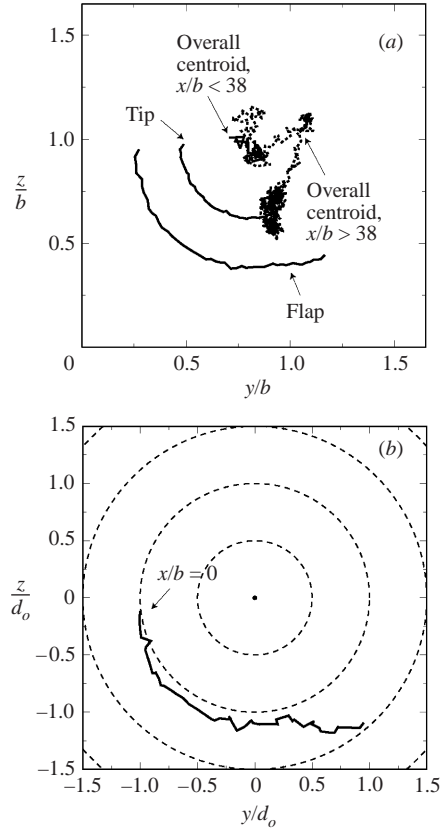 (a)
Overall
centroid,
x/b < 38
Tip
Overall
centroid,
x/b > 38
Flap
z
b
1.5
1.0
0.5
0
0.5
1.0
1.5
y/b
(b)
x/b = 0
z
d_o
1.5
1.0
0.5
0
−0.5
−1.0
−1.5
−1.5
−1.0
−0.5
0
0.5
1.0
1.5
y/d_o